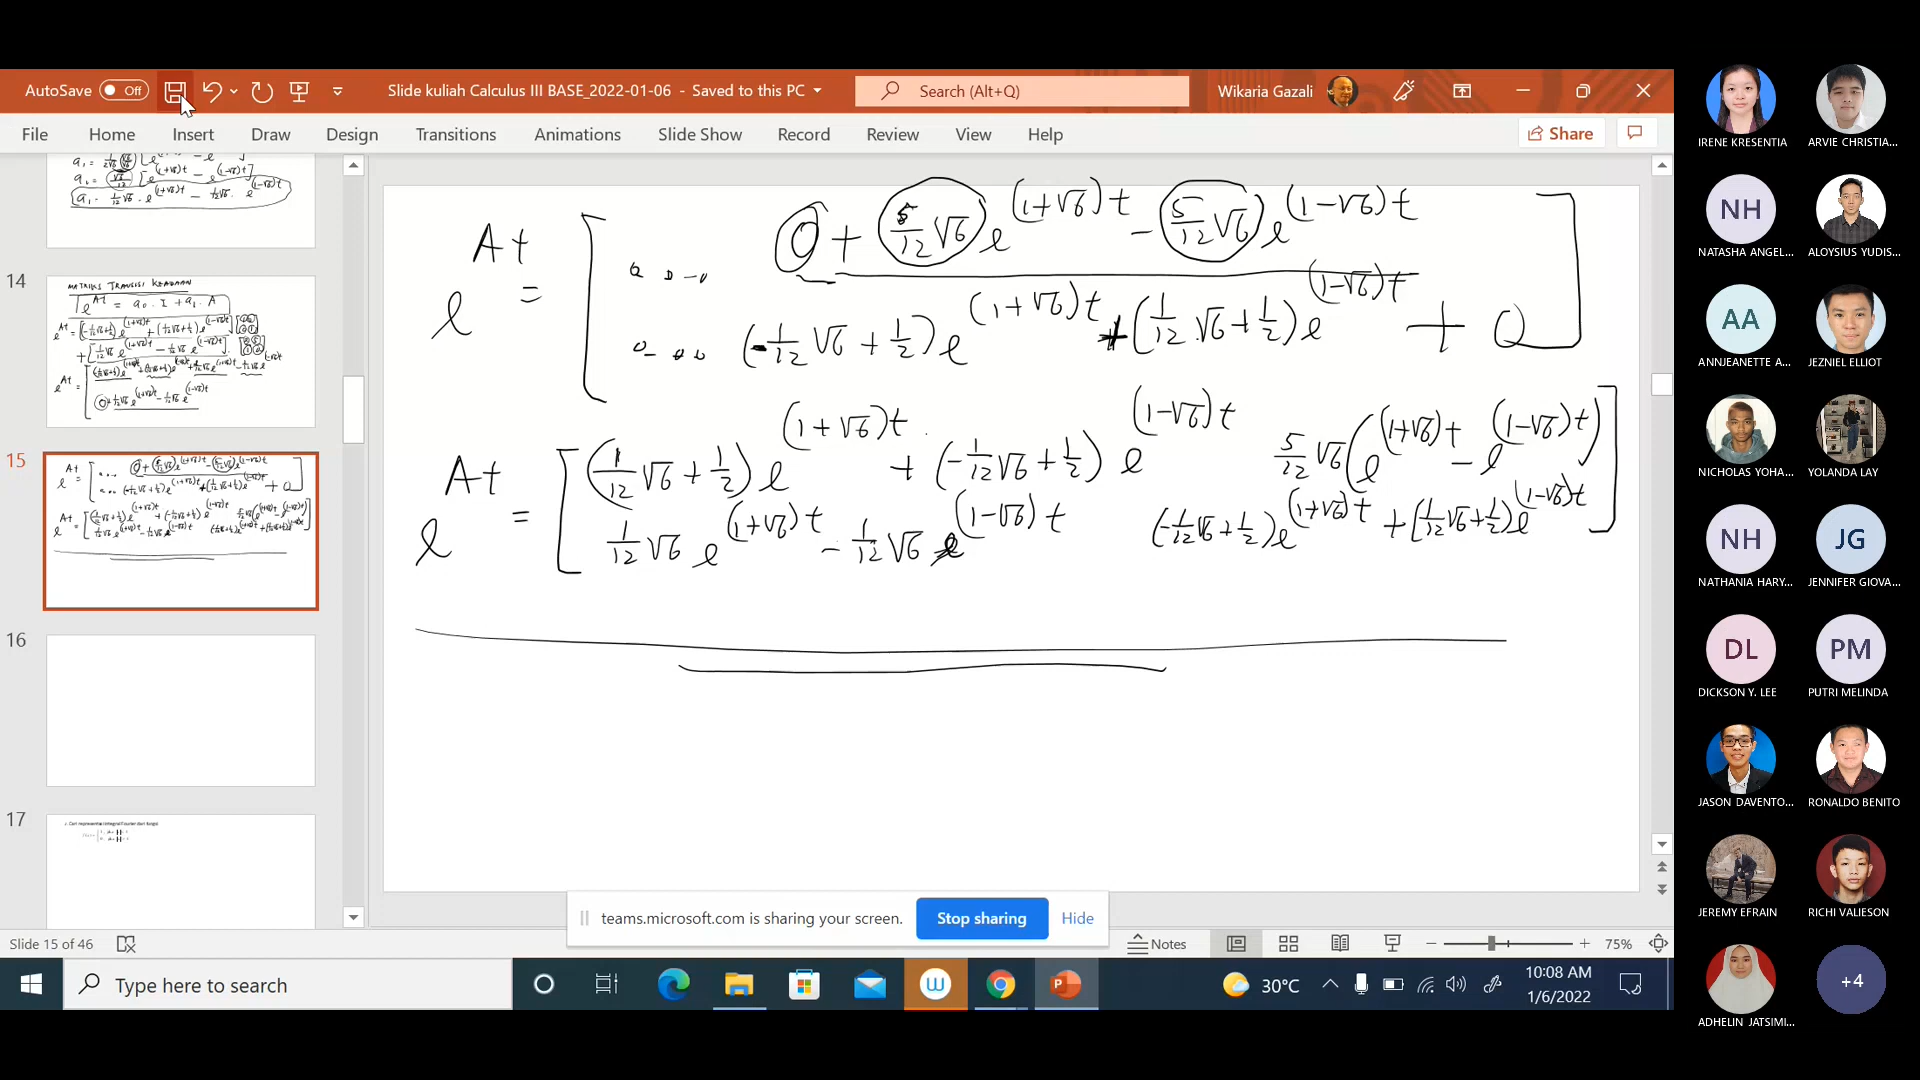 AutoSave Off
Slide kuliah Calculus III BASE_2022-01-06 - Saved to this PC
Search (Alt+Q)
Wikaria Gazali
File Home Insert Draw Design Transitions Animations Slide Show Record Review View Help
Share
14
MATRIKS TRANSISI KEADAAN
e^At = a0 . I + a1 . A
15
16
17
e^At = [ 0 + 5/12 √6 e^(1+√6)t - 5/12 √6 e^(1-√6)t
(-1/12 √6 + 1/2) e^(1+√6)t + (1/12 √6 + 1/2) e^(1-√6)t + 0 ]
e^At = [ (1/12 √6 + 1/2) e^(1+√6)t + (-1/12 √6 + 1/2) e^(1-√6)t 5/12 √6 (e^(1+√6)t - e^(1-√6)t)
1/12 √6 e^(1+√6)t - 1/12 √6 e^(1-√6)t (-1/12 √6 + 1/2) e^(1+√6)t + (1/12 √6 + 1/2) e^(1-√6)t ]
teams.microsoft.com is sharing your screen. Stop sharing Hide
Slide 15 of 46
Notes
75%
Type here to search
30°C
10:08 AM
1/6/2022
IRENE KRESENTIA
ARVIE CHRISTIA...
NH
NATASHA ANGEL...
ALOYSIUS YUDIS...
AA
ANNJEANETTE A...
JEZNIEL ELLIOT
NICHOLAS YOHA...
YOLANDA LAY
NH
NATHANIA HARY...
JG
JENNIFER GIOVA...
DL
DICKSON Y. LEE
PM
PUTRI MELINDA
JASON DAVENTO...
RONALDO BENITO
JEREMY EFRAIN
RICHI VALIESON
ADHELIN JATSIMI...
+4